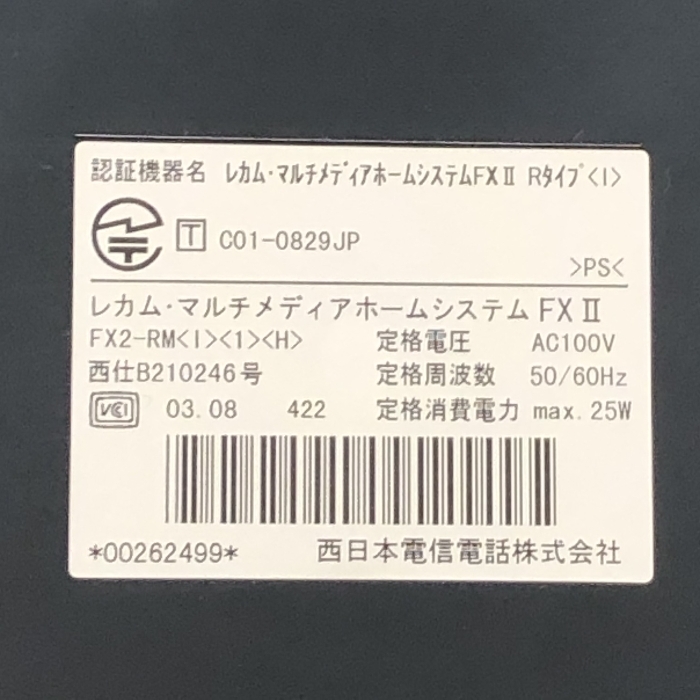 認証機器名 ﾚｶﾑ･ﾏﾙﾁﾒﾃﾞｨｱﾎｰﾑｼｽﾃﾑFXⅡ Rﾀｲﾌﾟ<I>
T C01-0829JP
>PS<
レカム・マルチメディアホームシステム FXⅡ
FX2-RM<I><1><H> 定格電圧 AC100V
西仕B210246号 定格周波数 50/60Hz
VCI 03.08 422 定格消費電力 max.25W
*00262499* 西日本電信電話株式会社